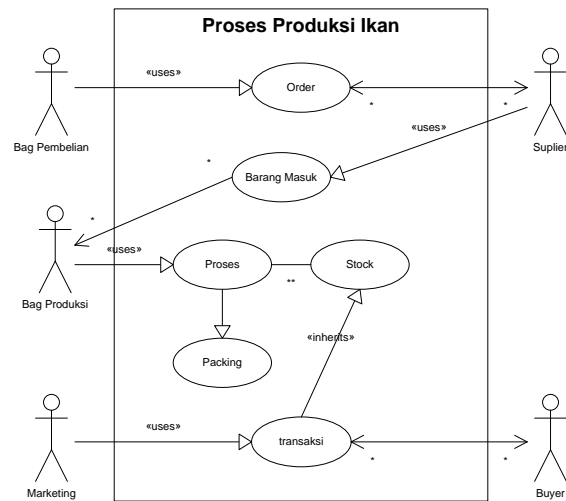 Proses Produksi Ikan
«uses»
Order
*
*
Bag Pembelian
Suplier
«uses»
*
Barang Masuk
*
«uses»
Proses
Stock
**
Bag Produksi
«inherits»
Packing
«uses»
transaksi
*
*
Marketing
Buyer